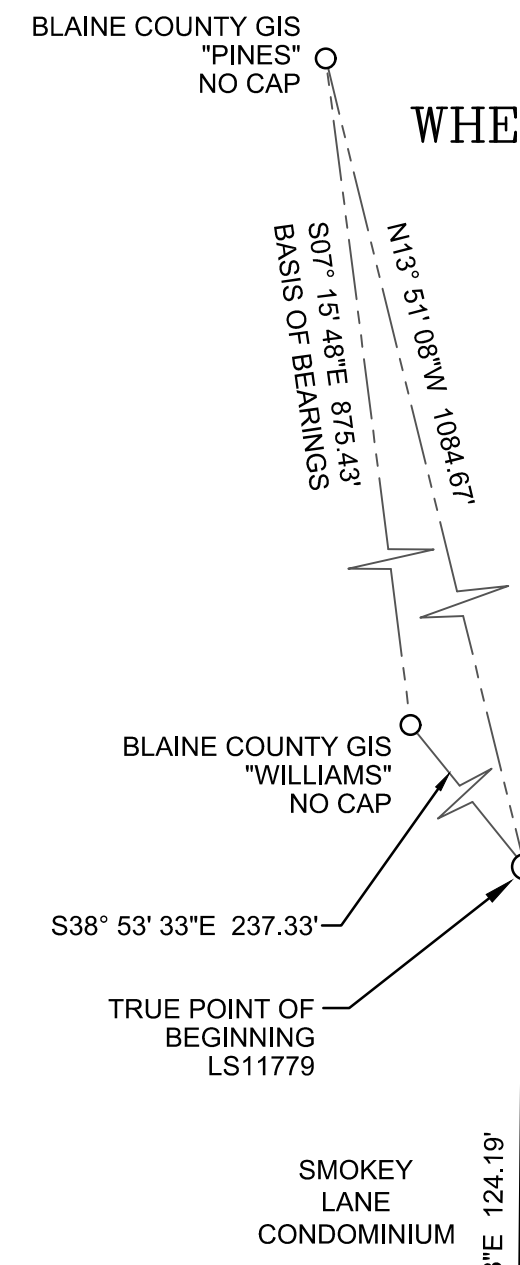 BLAINE COUNTY GIS
"PINES"
NO CAP
WHE
S07° 15' 48"E 875.43'
BASIS OF BEARINGS
N13° 51' 08"W 1084.67'
BLAINE COUNTY GIS
"WILLIAMS"
NO CAP
S38° 53' 33"E 237.33'
TRUE POINT OF
BEGINNING
LS11779
SMOKEY
LANE
CONDOMINIUM
"E 124.19'